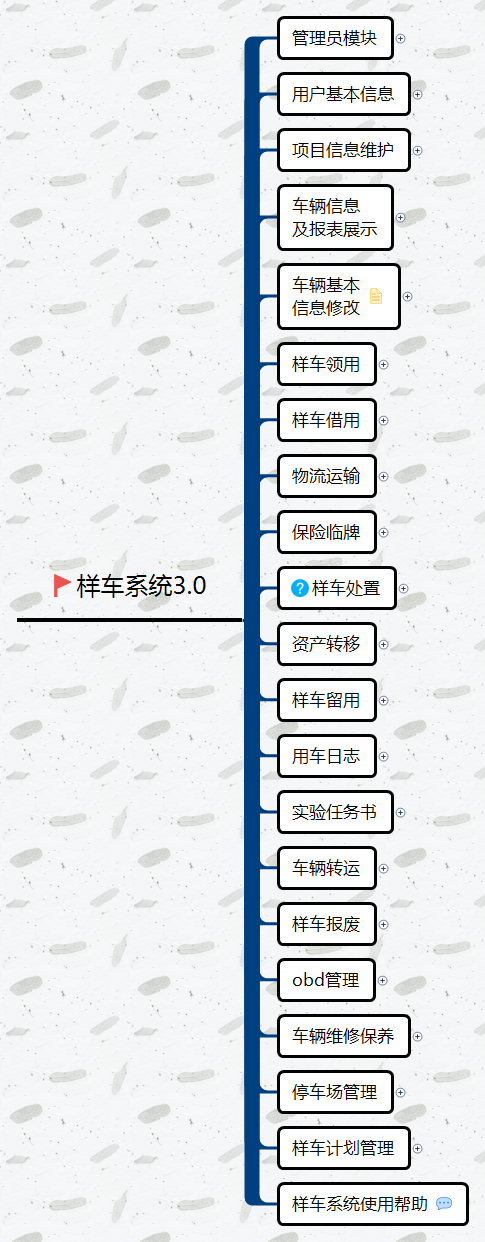 管理员模块
用户基本信息
项目信息维护
车辆信息
及报表展示
车辆基本
信息修改
样车领用
样车借用
物流运输
保险临牌
样车系统3.0
样车处置
资产转移
样车留用
用车日志
实验任务书
车辆转运
样车报废
obd管理
车辆维修保养
停车场管理
样车计划管理
样车系统使用帮助